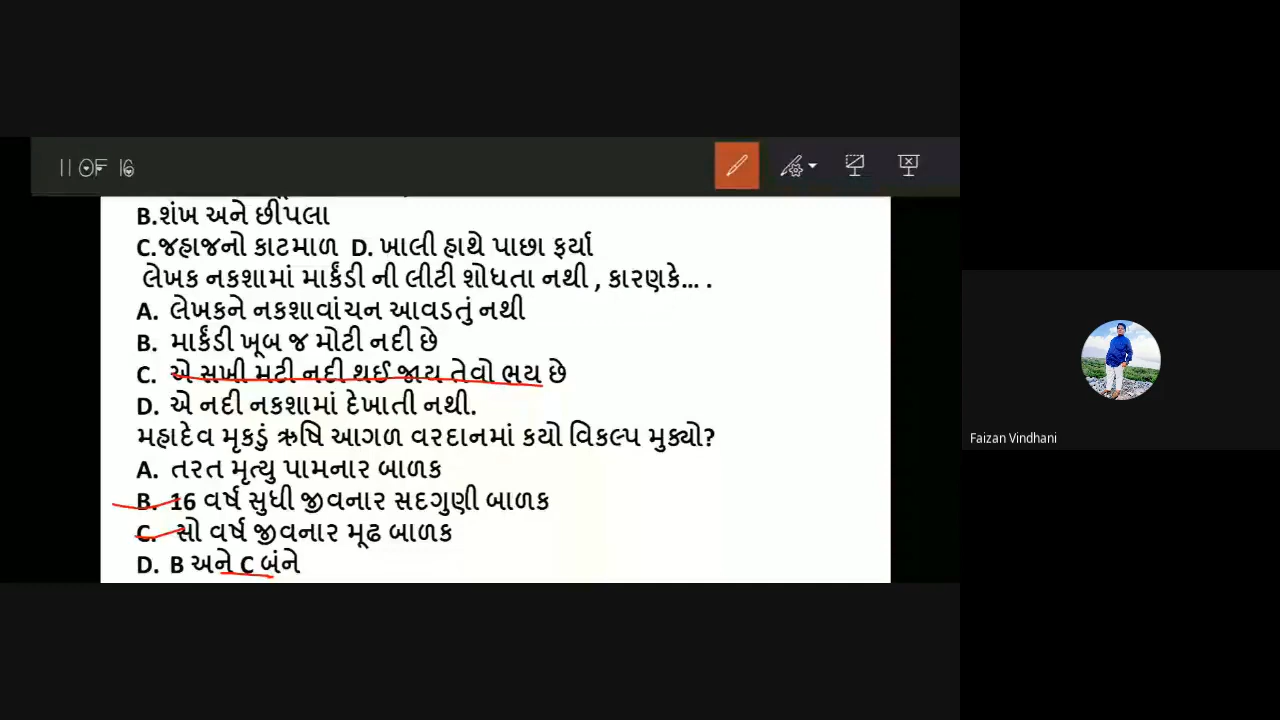 11 OF 16
B.શંખ અને છીપલા
C.જહાજનો કાટમાળ D. ખાલી હાથે પાછા ફર્યા
લેખક નકશામાં માર્કંડી ની લીટી શોધતા નથી , કારણકે... .
A. લેખકને નકશાવાંચન આવડતું નથી
B. માર્કંડી ખૂબ જ મોટી નદી છે
C. એ સખી મટી નદી થઈ જાય તેવો ભય છે
D. એ નદી નકશામાં દેખાતી નથી.
મહાદેવ મૃકડું ઋષિ આગળ વરદાનમાં કયો વિકલ્પ મુક્યો?
A. તરત મૃત્યુ પામનાર બાળક
B. 16 વર્ષ સુધી જીવનાર સદગુણી બાળક
C. સો વર્ષ જીવનાર મૂઢ બાળક
D. B અને C બંને
Faizan Vindhani